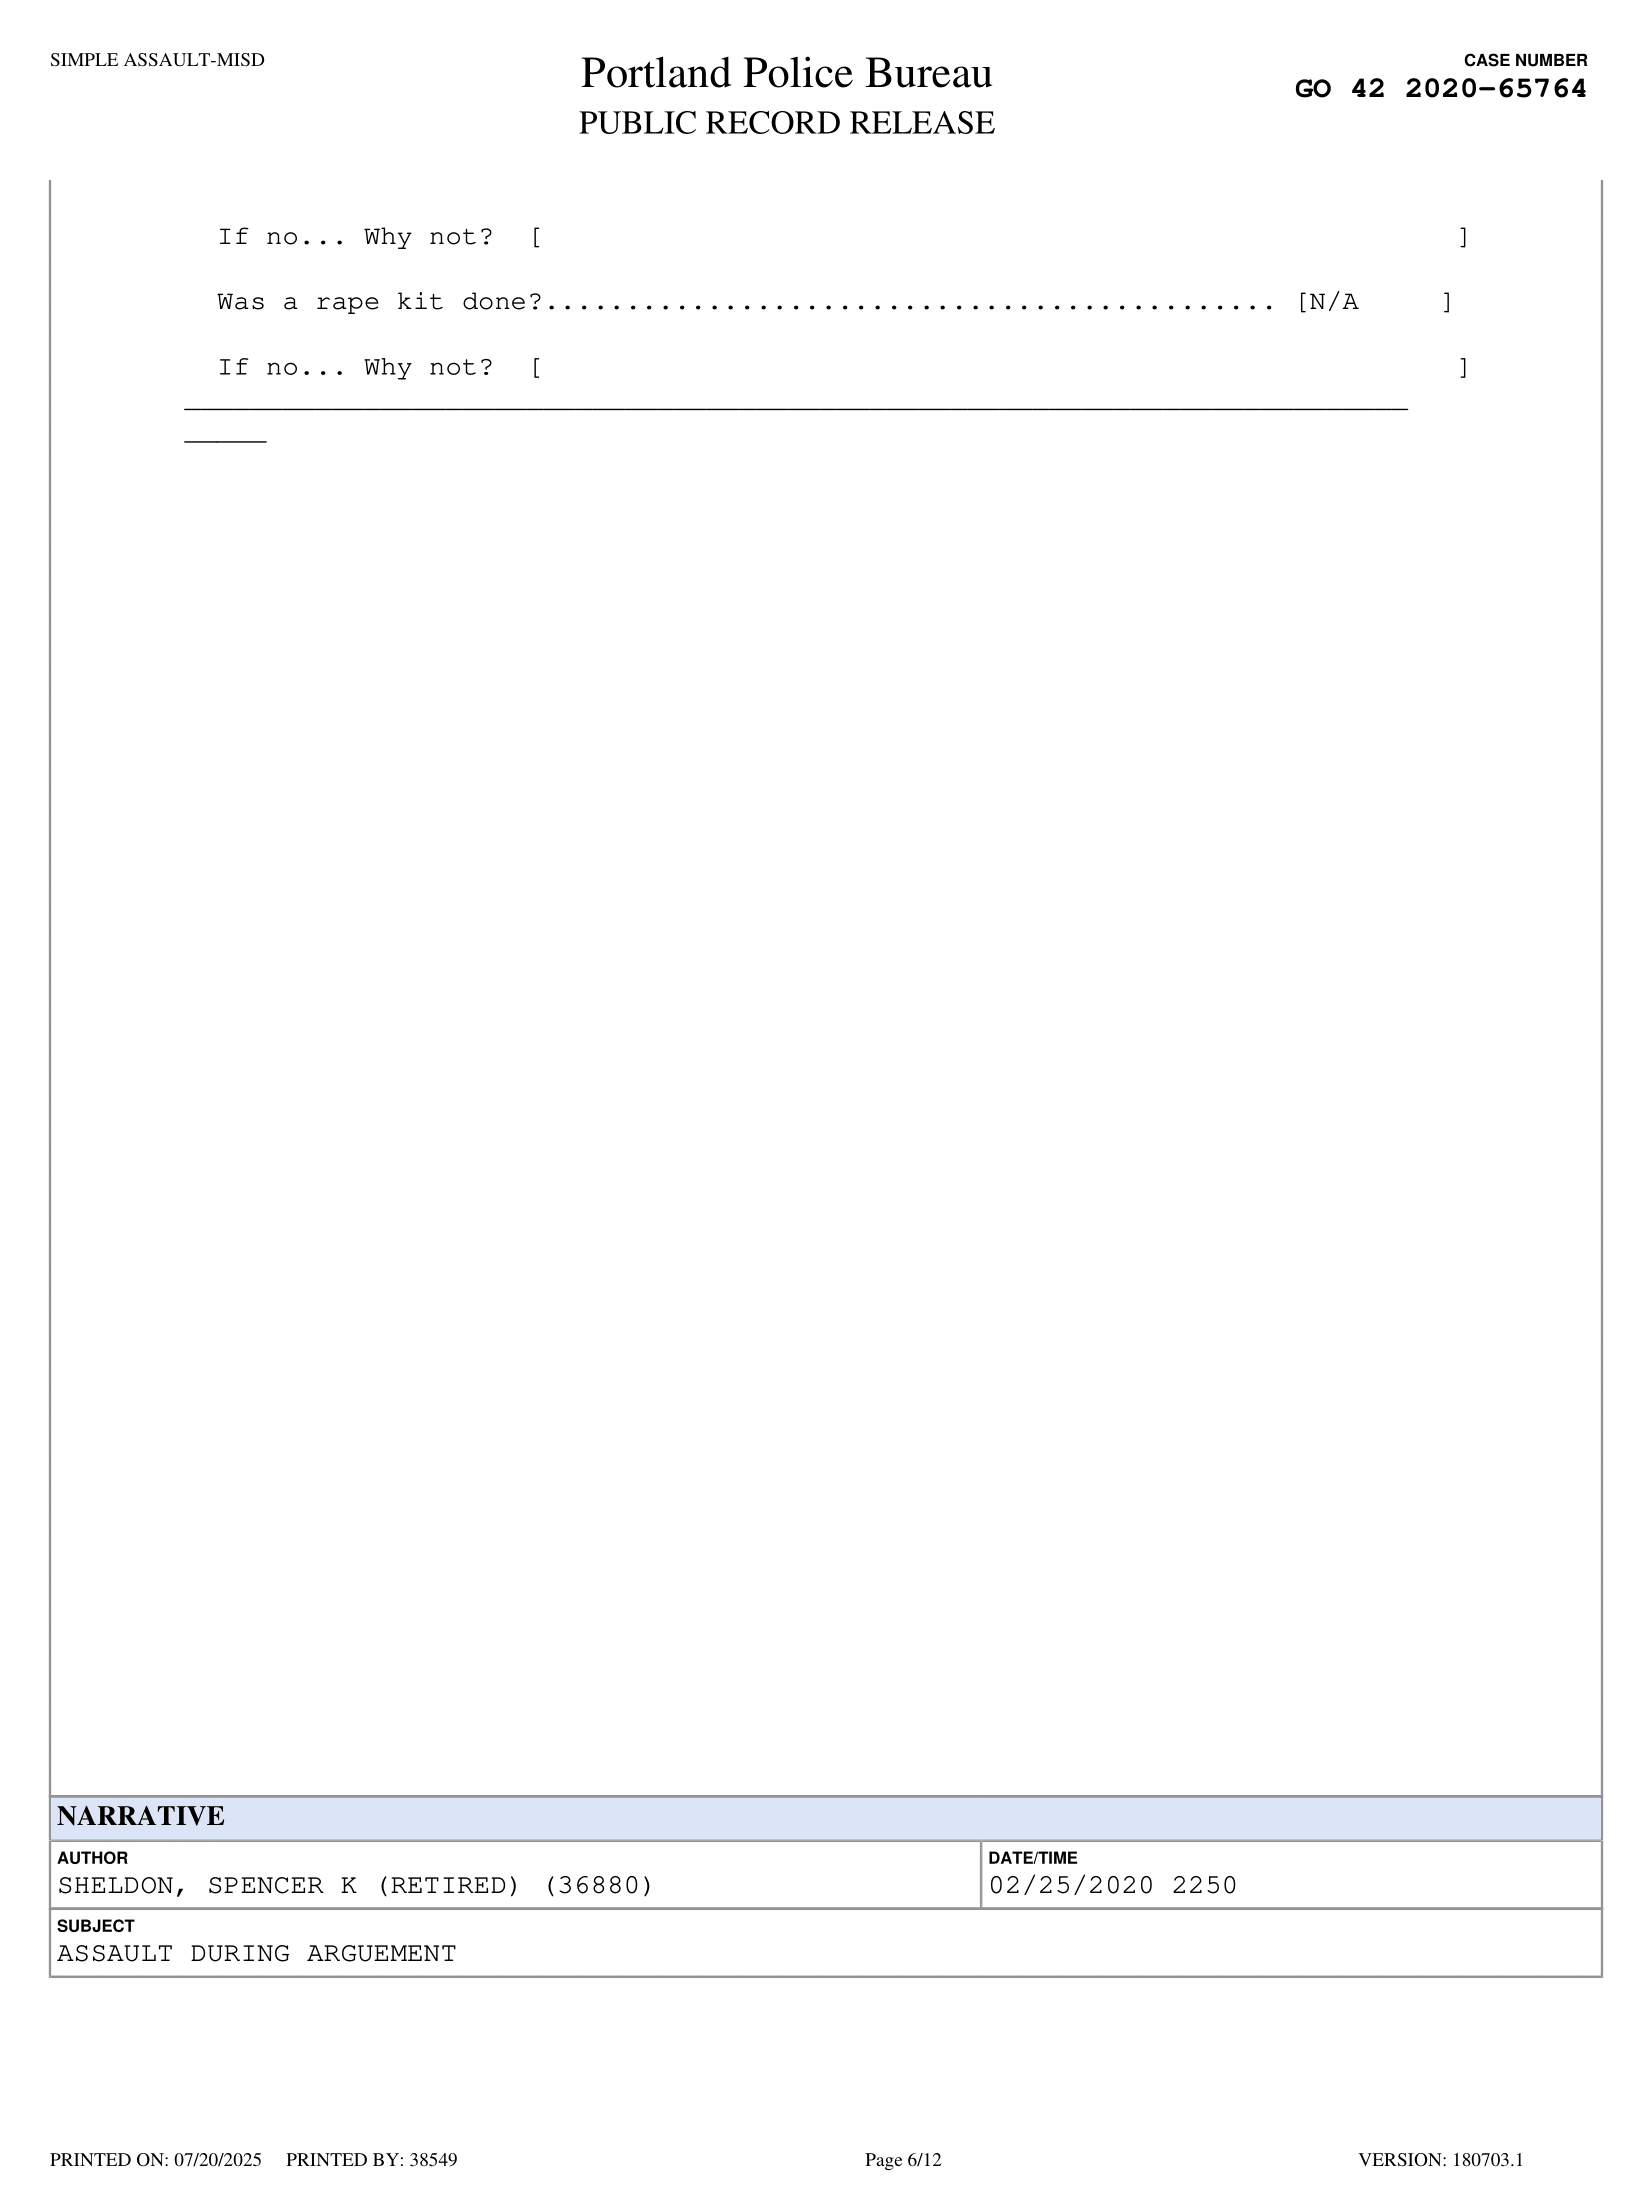 SIMPLE ASSAULT-MISD
Portland Police Bureau
PUBLIC RECORD RELEASE
CASE NUMBER
GO 42 2020-65764
If no... Why not? [ ]
Was a rape kit done?............................................. [N/A ]
If no... Why not? [ ]
___________________________________________________________________________
_____
NARRATIVE
AUTHOR
SHELDON, SPENCER K (RETIRED) (36880)
DATE/TIME
02/25/2020 2250
SUBJECT
ASSAULT DURING ARGUEMENT
PRINTED ON: 07/20/2025 PRINTED BY: 38549 Page 6/12 VERSION: 180703.1